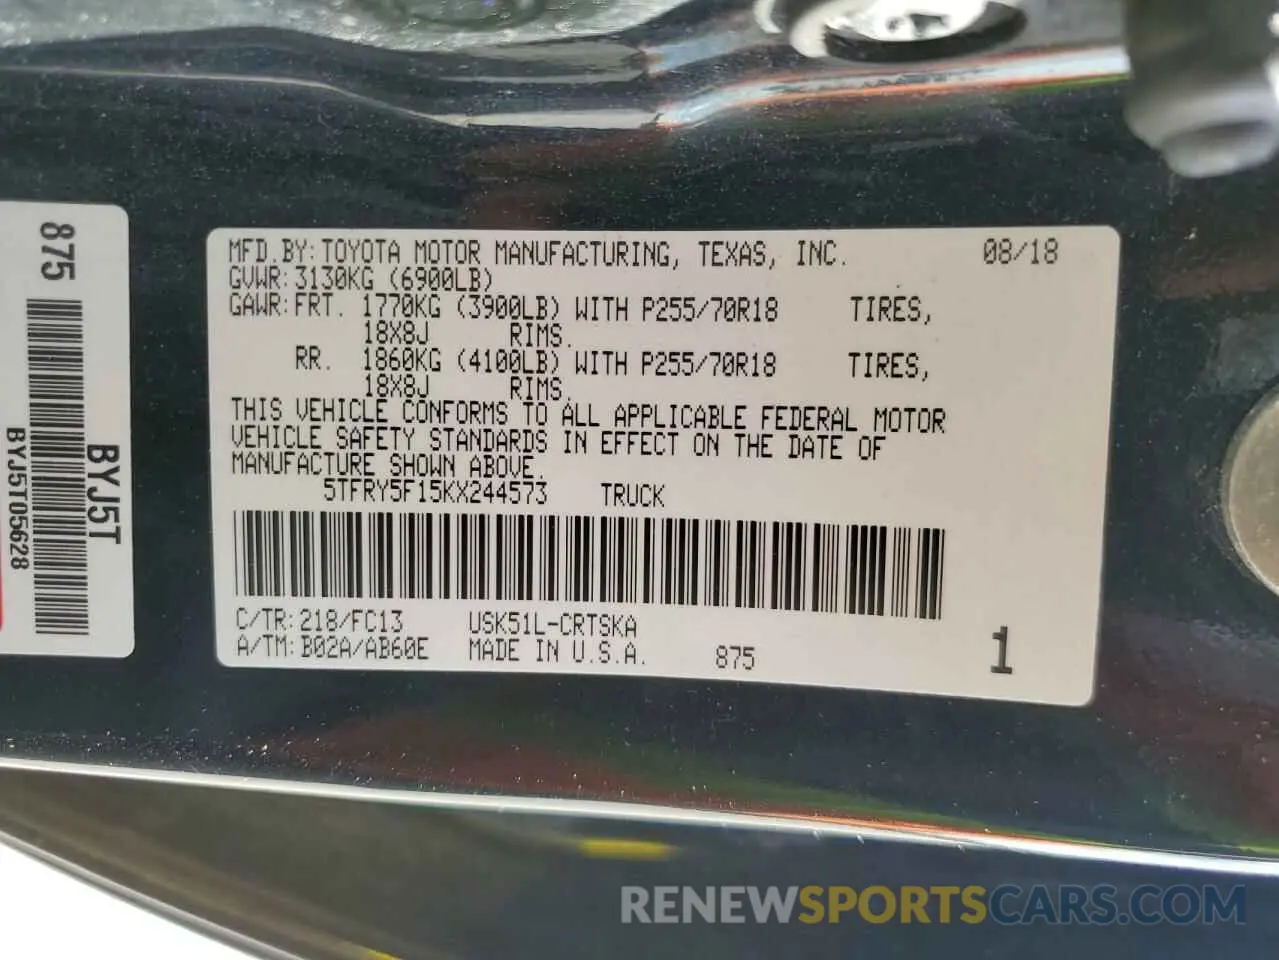 MFD.BY:TOYOTA MOTOR MANUFACTURING, TEXAS, INC. 08/18
GVWR:3130KG (6900LB)
GAWR:FRT. 1770KG (3900LB) WITH P255/70R18 TIRES,
18X8J RIMS.
RR. 1860KG (4100LB) WITH P255/70R18 TIRES,
18X8J RIMS.
THIS VEHICLE CONFORMS TO ALL APPLICABLE FEDERAL MOTOR
VEHICLE SAFETY STANDARDS IN EFFECT ON THE DATE OF
MANUFACTURE SHOWN ABOVE.
5TFRY5F15KX244573 TRUCK
C/TR:218/FC13 USK51L-CRTSKA
A/TM:B02A/AB60E MADE IN U.S.A. 875 1
875
BYJ5T
BYJ5T05628
RENEWSPORTSCARS.COM